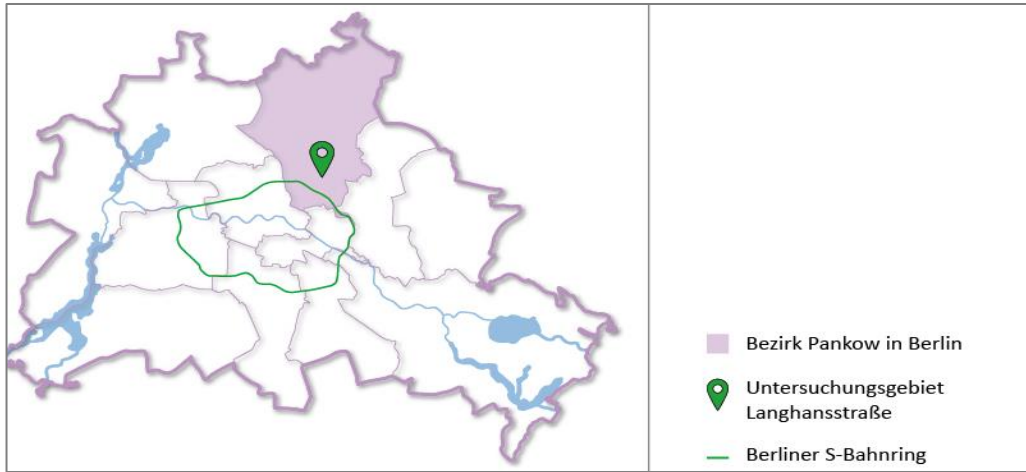 Bezirk Pankow in Berlin
Untersuchungsgebiet
Langhansstraße
Berliner S-Bahnring